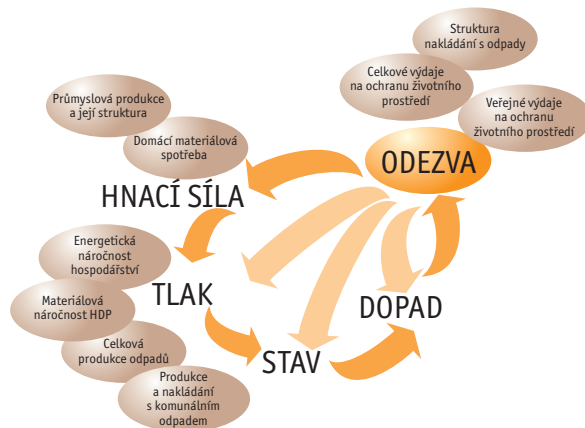 Struktura
nakládání s odpady
Celkové výdaje
na ochranu životního
prostředí
Veřejné výdaje
na ochranu
životního prostředí
ODEZVA
Průmyslová produkce
a její struktura
Domácí materiálová
spotřeba
HNACÍ SÍLA
Energetická
náročnost
hospodářství
TLAK
Materiálová
náročnost HDP
Celková
produkce odpadů
Produkce
a nakládání
s komunálním
odpadem
STAV
DOPAD